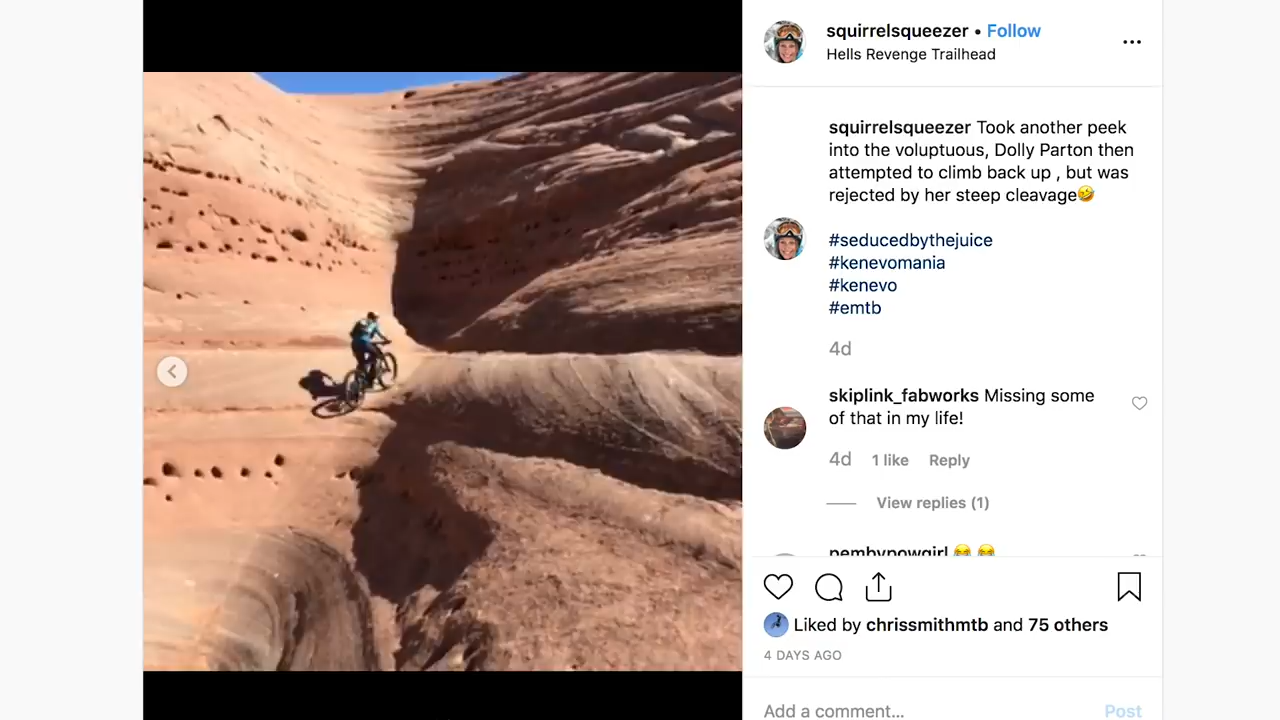 squirrelsqueezer • Follow
Hells Revenge Trailhead
squirrelsqueezer Took another peek
into the voluptuous, Dolly Parton then
attempted to climb back up , but was
rejected by her steep cleavage🤣
#seducedbythejuice
#kenevomania
#kenevo
#emtb
4d
skiplink_fabworks Missing some
of that in my life!
4d 1 like Reply
View replies (1)
pembypowgirl 😂 😂
Liked by chrissmithmtb and 75 others
4 DAYS AGO
Add a comment... Post